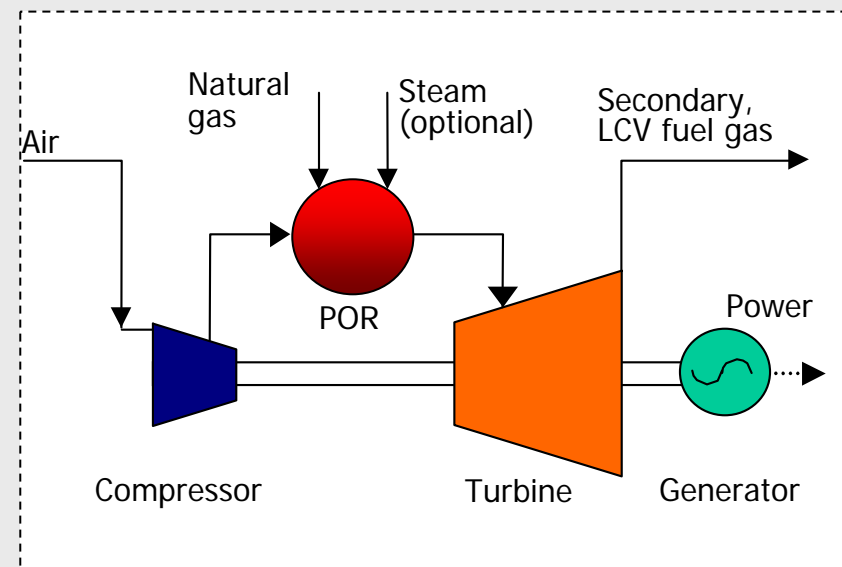 Natural
gas
Steam
(optional)
Secondary,
LCV fuel gas
Air
POR
Power
Compressor
Turbine
Generator